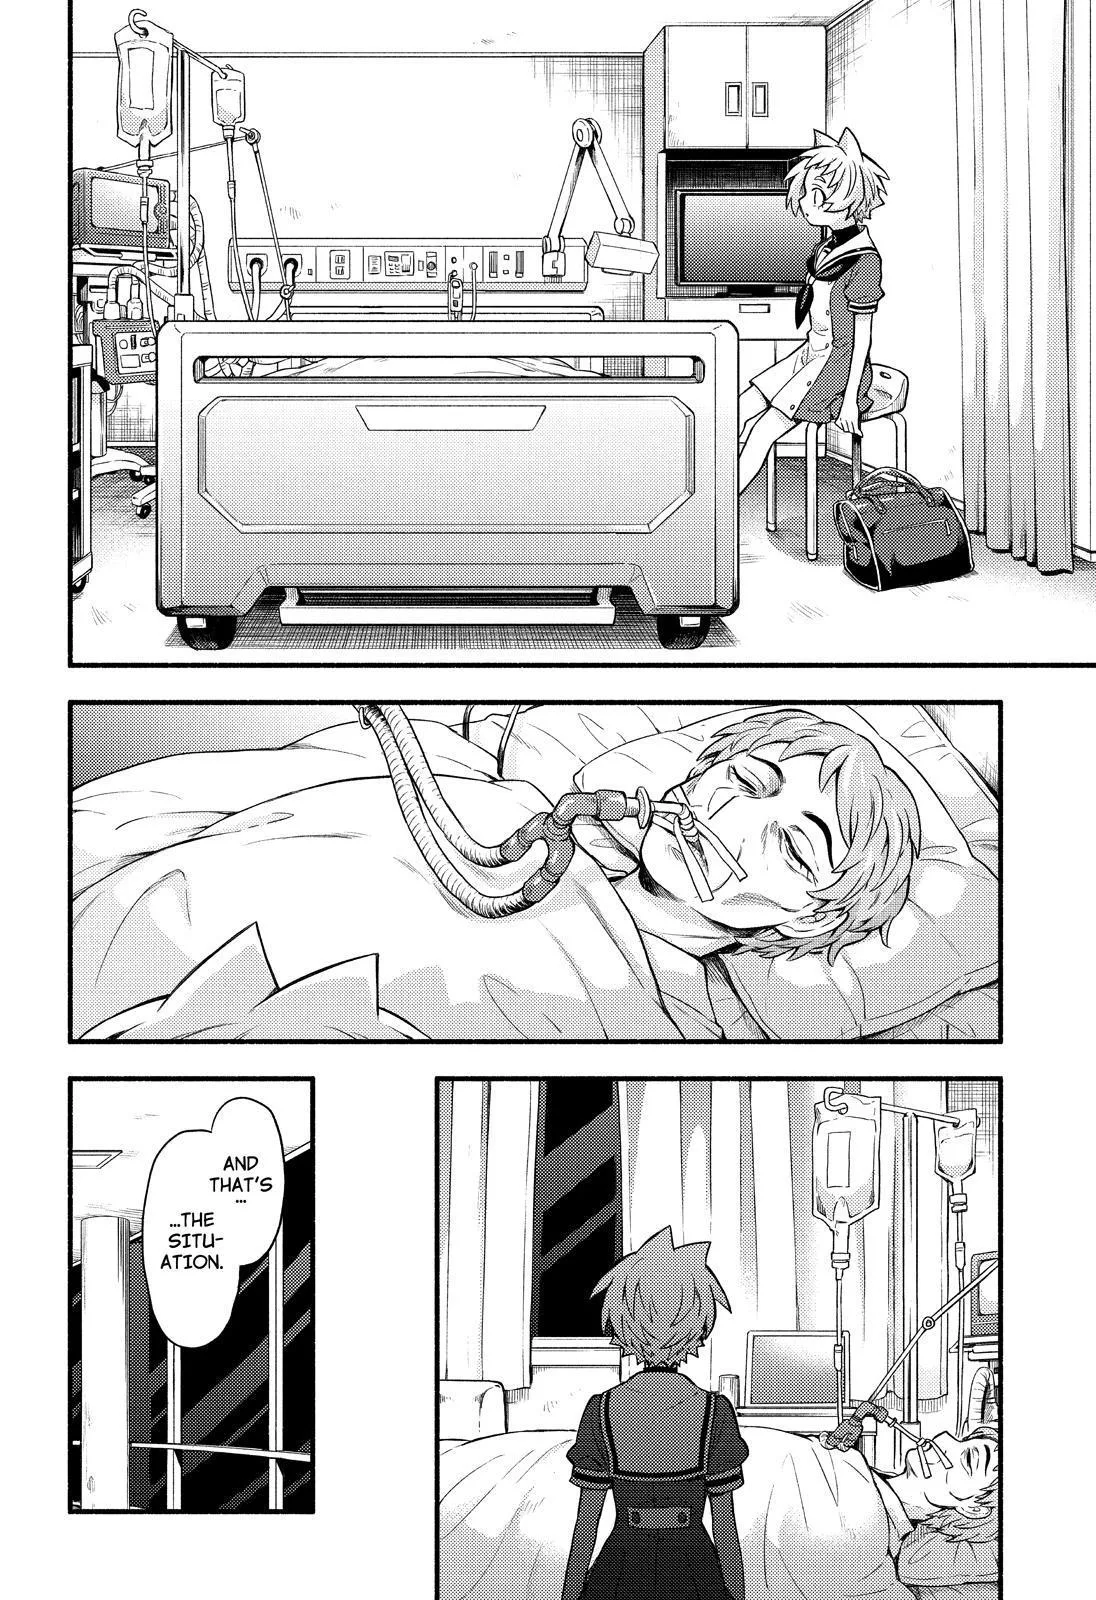 AND
THAT'S
...
...THE
SITU-
ATION.